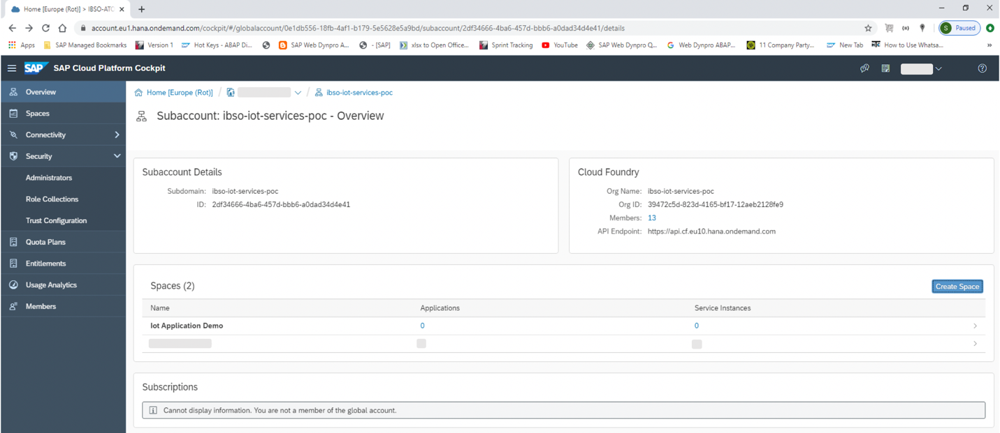 Home [Europe (Rot)] > IBSO-ATC
account.eu1.hana.ondemand.com/cockpit/#/globalaccount/0e1db556-18fb-4af1-b179-5e5628e5a9bd/subaccount/2df34666-4ba6-457d-bbb6-a0dad34d4e41/details
S Paused
Apps SAP Managed Bookmarks Version 1 Hot Keys - ABAP Di... SAP Web Dynpro A... - [SAP] xlsx to Open Office... Sprint Tracking YouTube SAP Web Dynpro Q... Web Dynpro ABAP... 11 Company Party... New Tab How to Use Whatsa... »
SAP SAP Cloud Platform Cockpit
Overview
Spaces
Connectivity
Security
Administrators
Role Collections
Trust Configuration
Quota Plans
Entitlements
Usage Analytics
Members
Home [Europe (Rot)] / / ibso-iot-services-poc
Subaccount: ibso-iot-services-poc - Overview
Subaccount Details
Subdomain: ibso-iot-services-poc
ID: 2df34666-4ba6-457d-bbb6-a0dad34d4e41
Cloud Foundry
Org Name: ibso-iot-services-poc
Org ID: 39472c5d-823d-4165-bf17-12aeb2128fe9
Members: 13
API Endpoint: https://api.cf.eu10.hana.ondemand.com
Spaces (2)
Create Space
Name Applications Service Instances
Iot Application Demo 0 0
Subscriptions
Cannot display information. You are not a member of the global account.